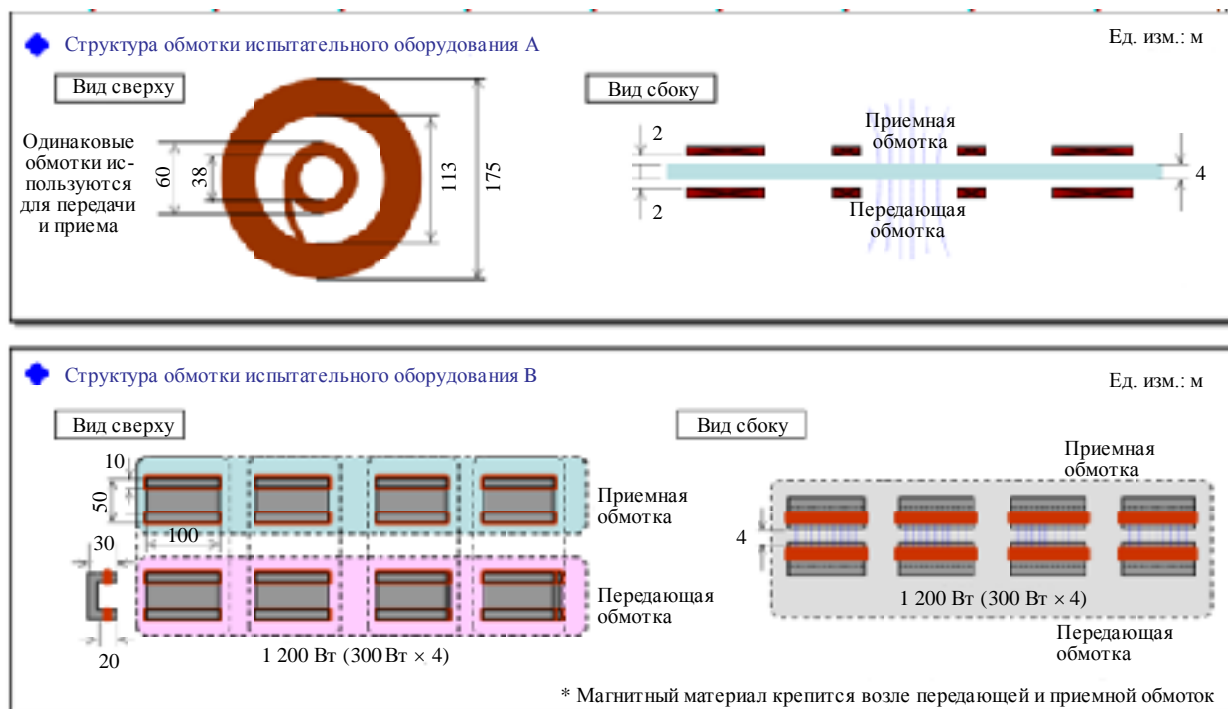 Структура обмотки испытательного оборудования A
Ед. изм.: м
Вид сверху
Вид сбоку
Одинаковые
обмотки ис-
пользуются
для передачи
и приема
60
38
113
175
2
2
Приемная
обмотка
Передающая
обмотка
4
Структура обмотки испытательного оборудования B
Ед. изм.: м
Вид сверху
Вид сбоку
10
50
100
30
20
Приемная
обмотка
Передающая
обмотка
1 200 Вт (300 Вт × 4)
Приемная
обмотка
4
1 200 Вт (300 Вт × 4)
Передающая
обмотка
* Магнитный материал крепится возле передающей и приемной обмоток